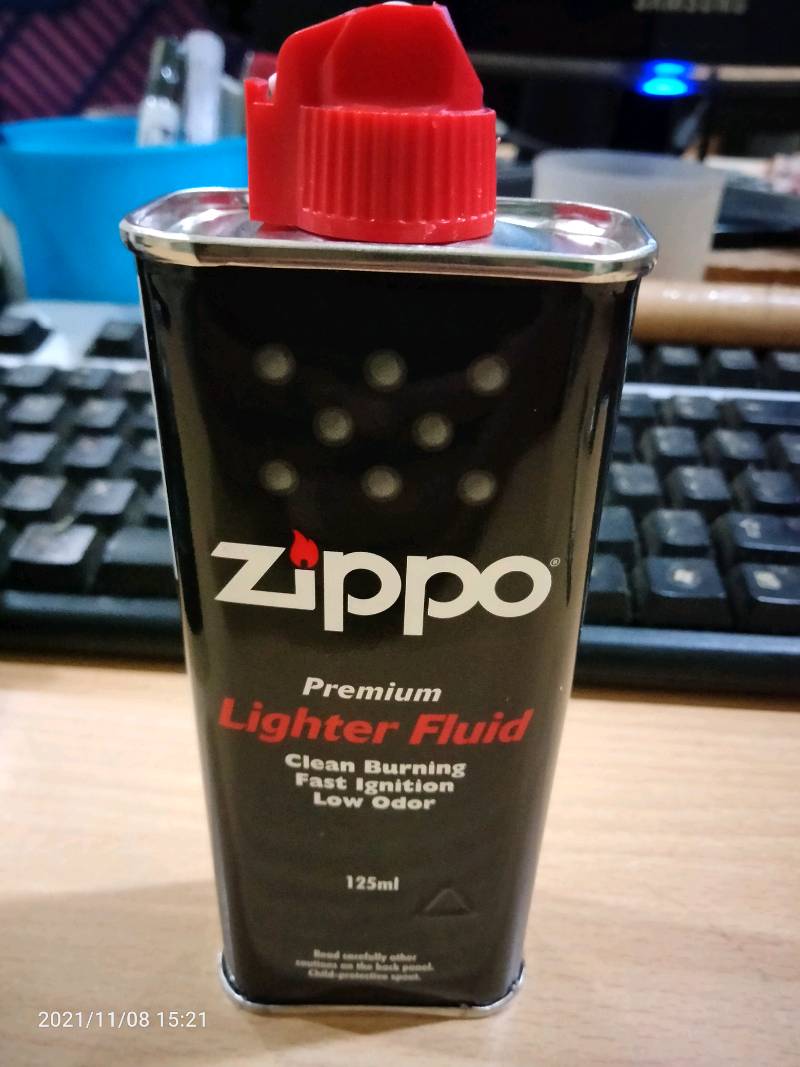 SAMSUNG
Zippo®
Premium
Lighter Fluid
Clean Burning
Fast Ignition
Low Odor
125ml
Read carefully other
cautions on the back panel.
Child-protective spout.
2021/11/08 15:21